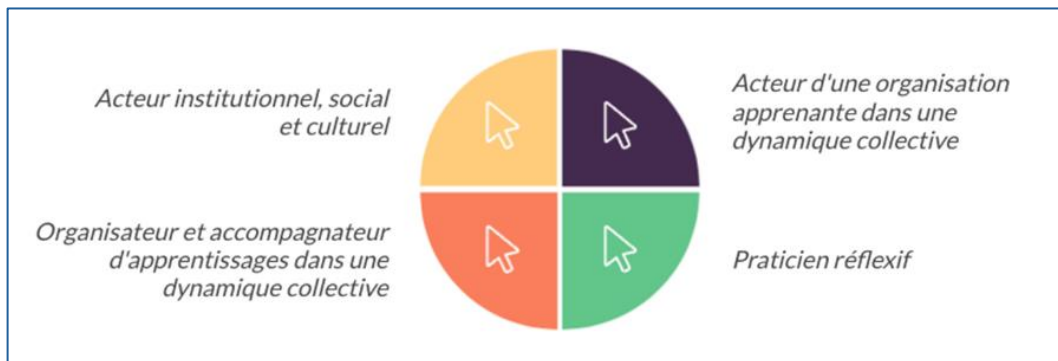 Acteur institutionnel, social
et culturel
Acteur d'une organisation
apprenante dans une
dynamique collective
Organisateur et accompagnateur
d'apprentissages dans une
dynamique collective
Praticien réflexif